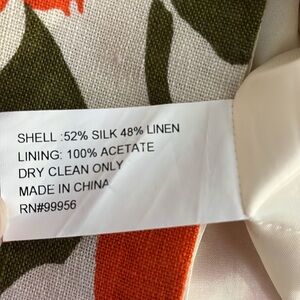 SHELL :52% SILK 48% LINEN
LINING: 100% ACETATE
DRY CLEAN ONLY
MADE IN CHINA
RN#99956